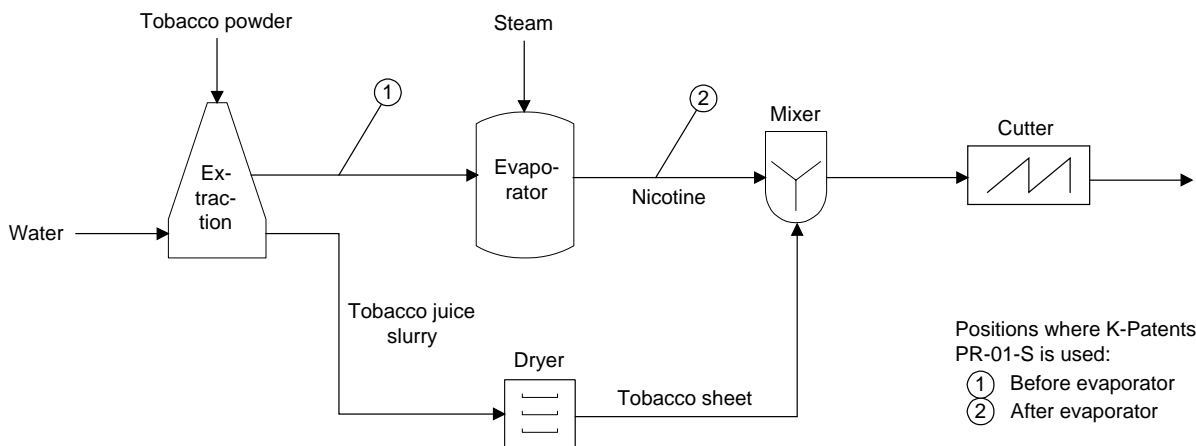 Tobacco powder
Steam
1
2
Mixer
Cutter
Ex-
trac-
tion
Evapo-
rator
Nicotine
Water
Tobacco juice
slurry
Dryer
Tobacco sheet
Positions where K-Patents
PR-01-S is used:
1 Before evaporator
2 After evaporator